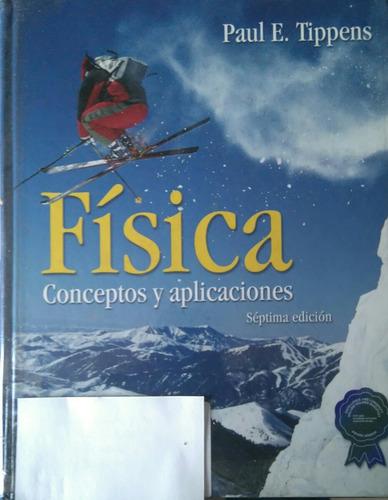 Paul E. Tippens
Física
Conceptos y aplicaciones
Séptima edición